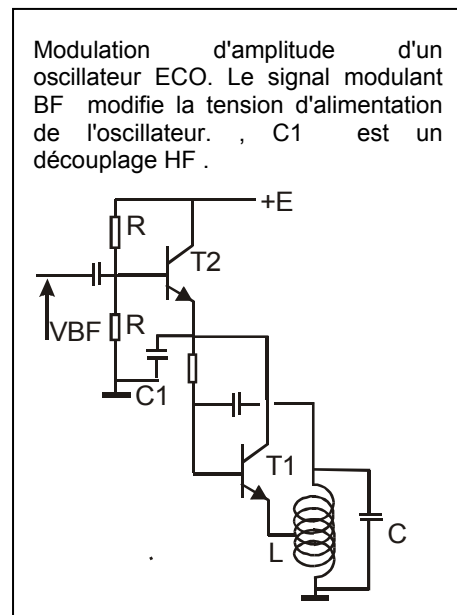 Modulation d'amplitude d'un
oscillateur ECO. Le signal modulant
BF modifie la tension d'alimentation
de l'oscillateur. , C1 est un
découplage HF .
+E
R
T2
VBF
R
C1
T1
L
C